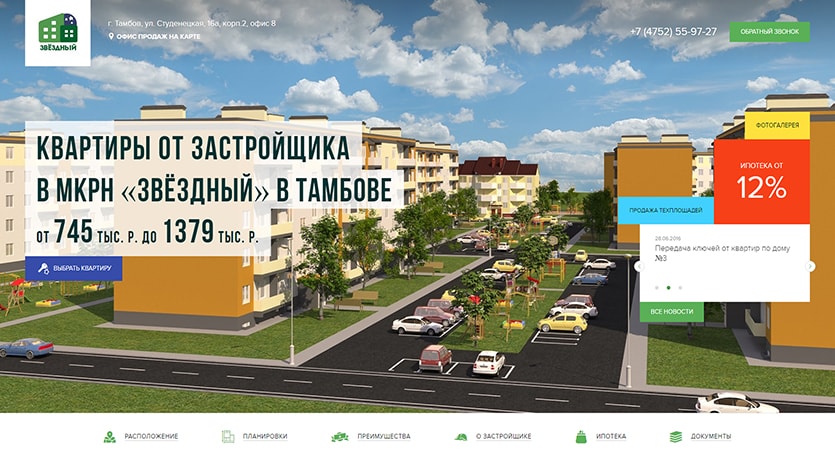 ЗВЁЗДНЫЙ
г. Тамбов, ул. Студенецкая, 16а, корп.2, офис 8
ОФИС ПРОДАЖ НА КАРТЕ
+7 (4752) 55-97-27
ОБРАТНЫЙ ЗВОНОК
КВАРТИРЫ ОТ ЗАСТРОЙЩИКА
В МКРН «ЗВЁЗДНЫЙ» В ТАМБОВЕ
ОТ 745 ТЫС. Р. ДО 1379 ТЫС. Р.
ВЫБРАТЬ КВАРТИРУ
ФОТОГАЛЕРЕЯ
ИПОТЕКА ОТ
12%
ПРОДАЖА ТЕХПЛОЩАДЕЙ
28.06.2016
Передача ключей от квартир по дому
№3
ВСЕ НОВОСТИ
РАСПОЛОЖЕНИЕ
ПЛАНИРОВКИ
ПРЕИМУЩЕСТВА
О ЗАСТРОЙЩИКЕ
ИПОТЕКА
ДОКУМЕНТЫ